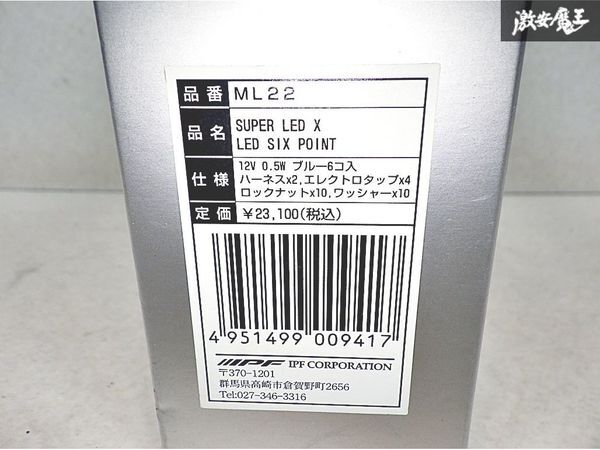 激安魔王
品番 ML22
品名 SUPER LED X
LED SIX POINT
仕様 12V 0.5W ブルー6コ入
ハーネスx2,エレクトロタップx4
ロックナットx10,ワッシャーx10
定価 ¥23,100(税込)
4951499 009417
IPF IPF CORPORATION
〒370-1201
群馬県高崎市倉賀野町2656
Tel:027-346-3316